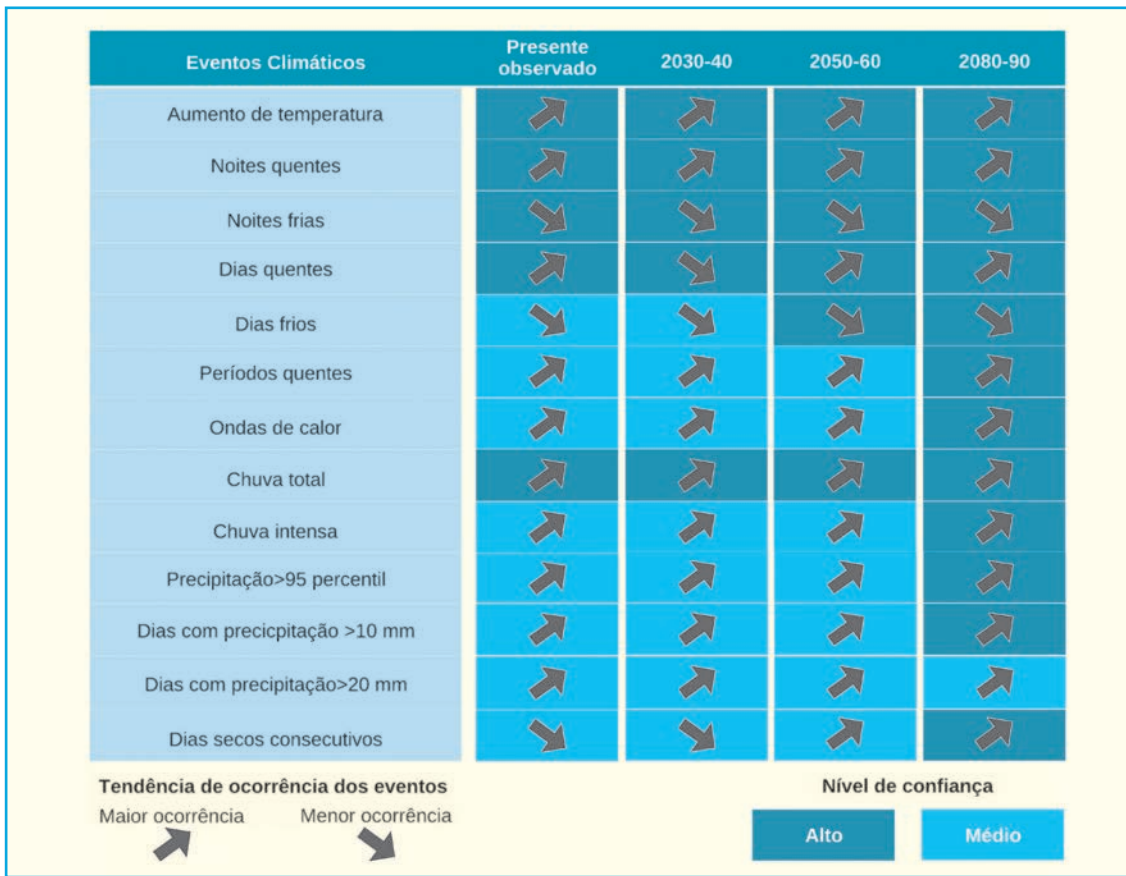 Eventos Climáticos
Presente observado
2030-40
2050-60
2080-90
Aumento de temperatura
Noites quentes
Noites frias
Dias quentes
Dias frios
Períodos quentes
Ondas de calor
Chuva total
Chuva intensa
Precipitação>95 percentil
Dias com precicpitação >10 mm
Dias com precipitação>20 mm
Dias secos consecutivos
Tendência de ocorrência dos eventos
Maior ocorrência
Menor ocorrência
Nível de confiança
Alto
Médio